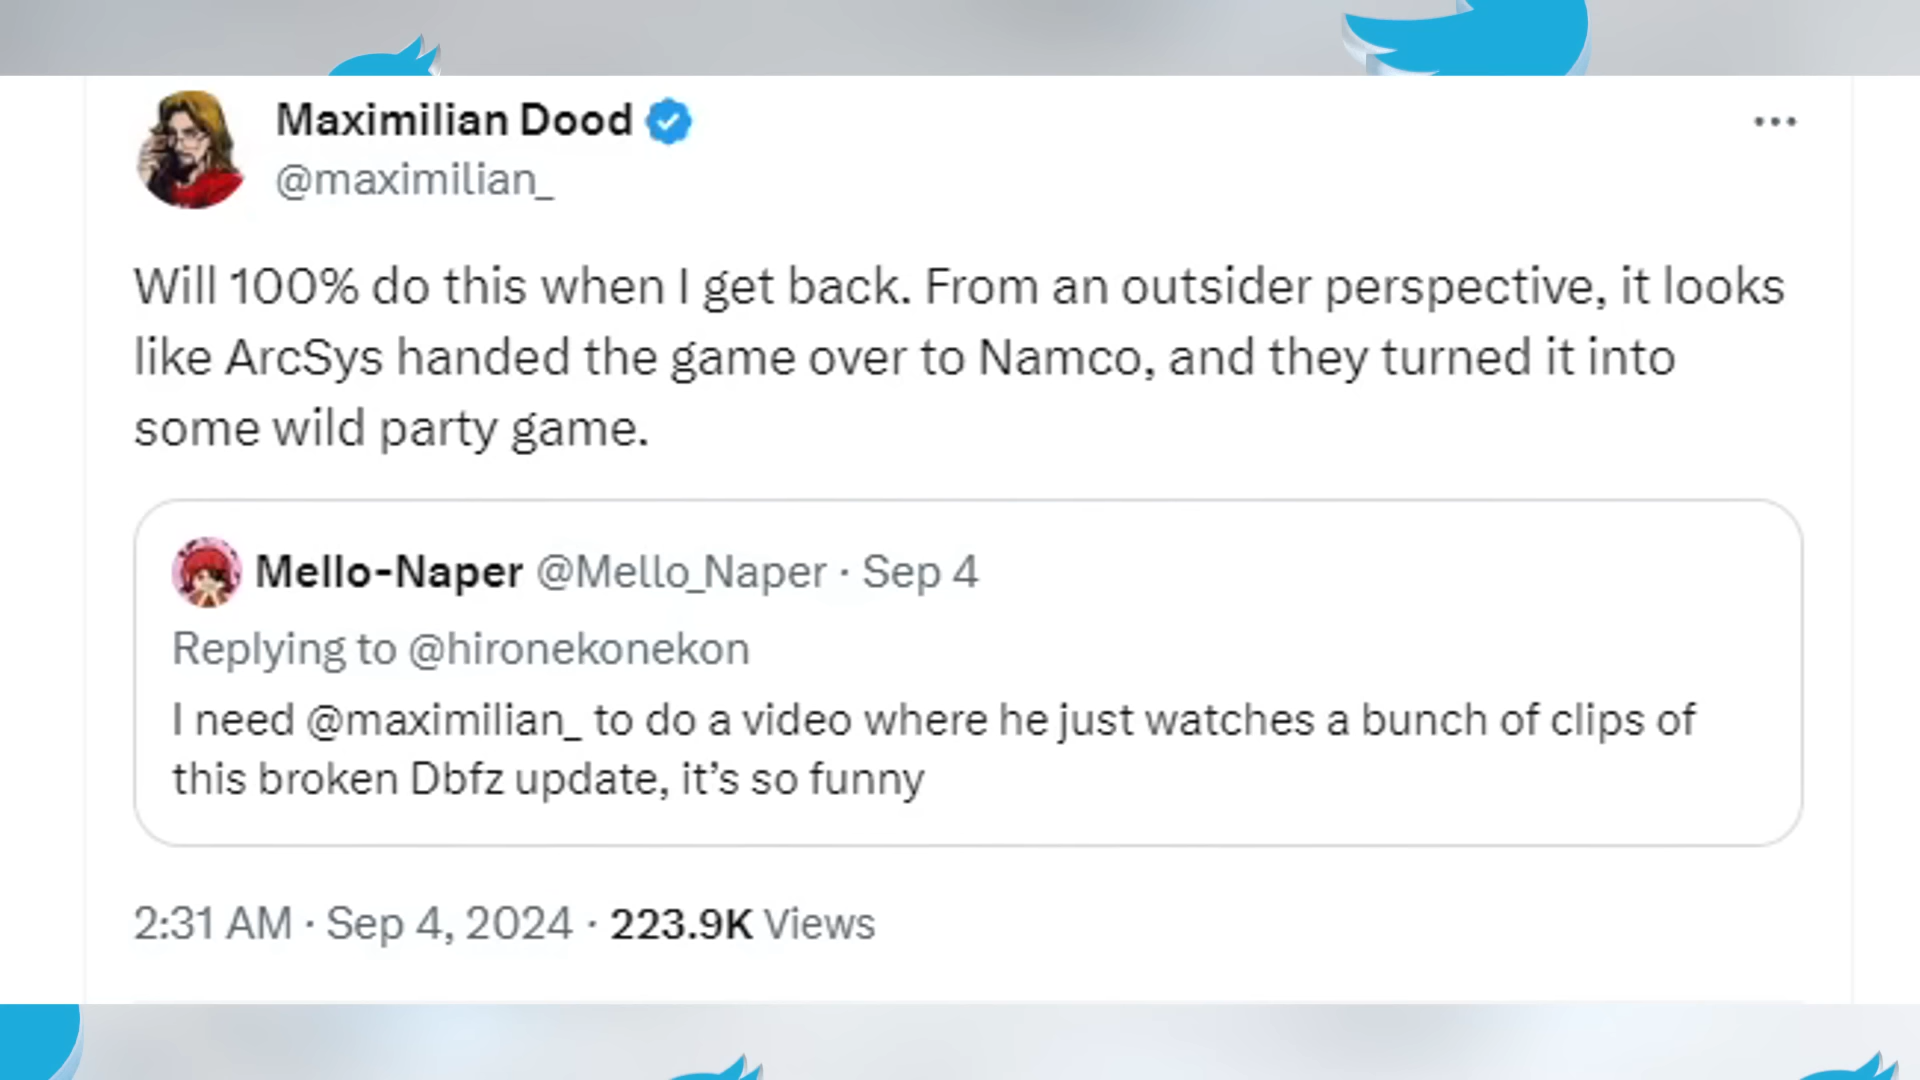 Maximilian Dood
@maximilian_
Will 100% do this when I get back. From an outsider perspective, it looks
like ArcSys handed the game over to Namco, and they turned it into
some wild party game.
Mello-Naper @Mello_Naper · Sep 4
Replying to @hironekonekon
I need @maximilian_ to do a video where he just watches a bunch of clips of
this broken Dbfz update, it’s so funny
2:31 AM · Sep 4, 2024 · 223.9K Views